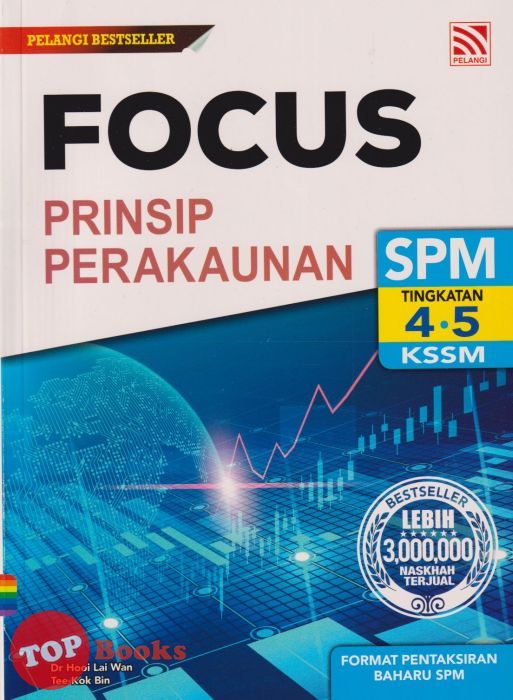 PELANGI BESTSELLER
PELANGI
FOCUS
PRINSIP
PERAKAUNAN
SPM
TINGKATAN
4•5
KSSM
BESTSELLER
LEBIH
3,000,000
NASKHAH
TERJUAL
TOP Books
Dr Hooi Lai Wan
Tee Kok Bin
FORMAT PENTAKSIRAN
BAHARU SPM